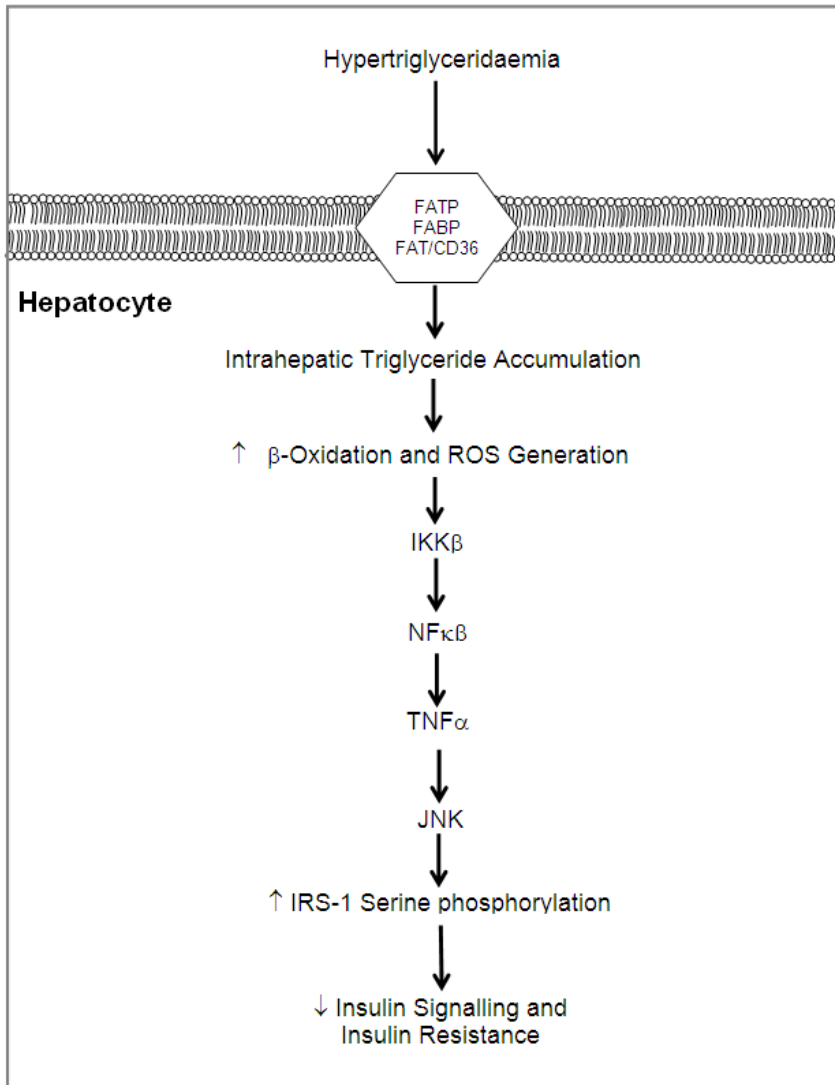 Hypertriglyceridaemia
FATP
FABP
FAT/CD36
Hepatocyte
Intrahepatic Triglyceride Accumulation
↑ β-Oxidation and ROS Generation
IKKβ
NFκβ
TNFα
JNK
↑ IRS-1 Serine phosphorylation
↓ Insulin Signalling and
Insulin Resistance